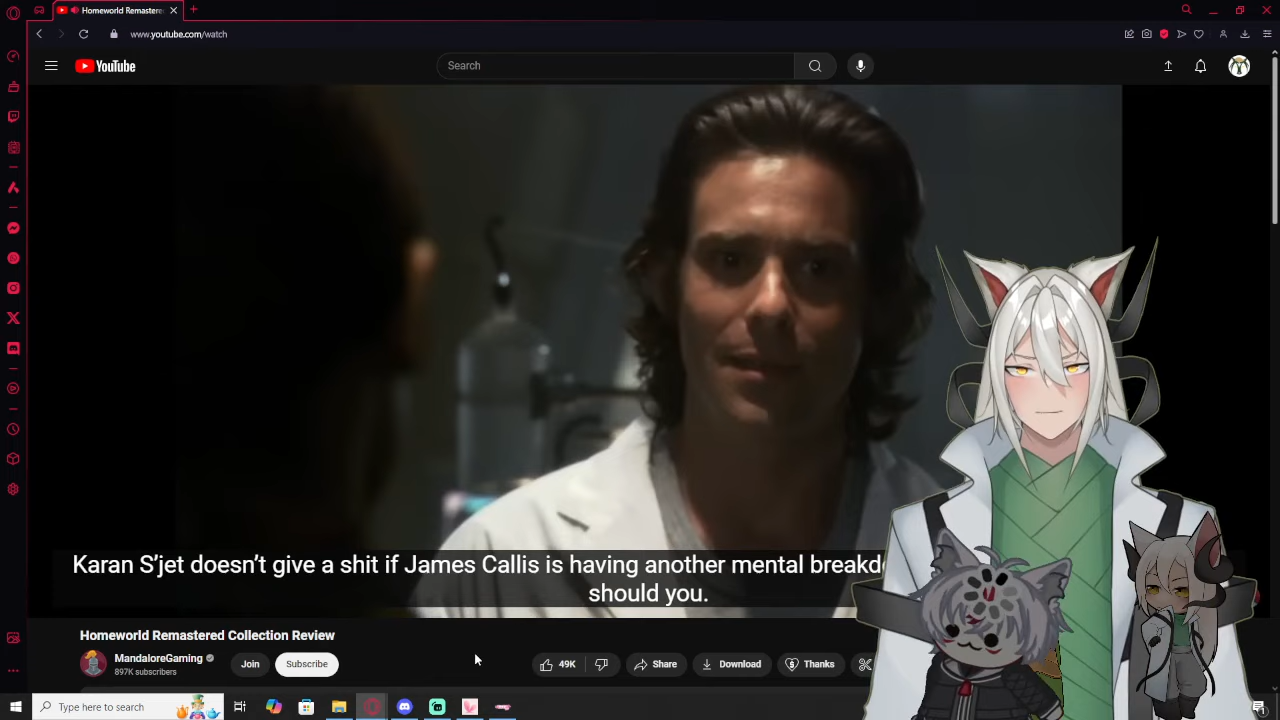 Homeworld Remastere
www.youtube.com/watch
YouTube
Search
Karan S'jet doesn't give a shit if James Callis is having another mental breakd
should you.
Homeworld Remastered Collection Review
MandaloreGaming
897K subscribers
Join
Subscribe
49K
Share
Download
Thanks
Type here to search